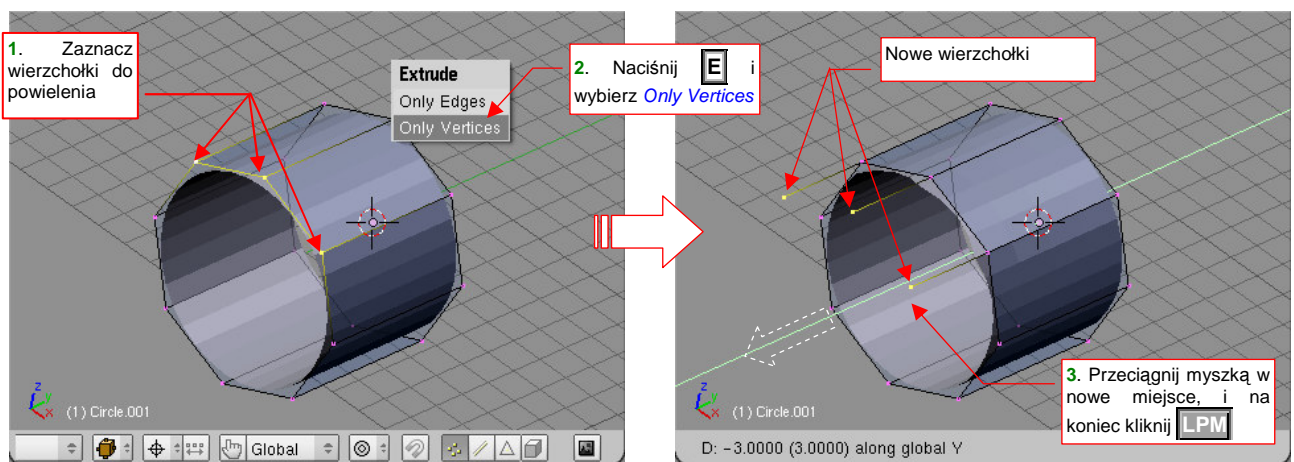 1. Zaznacz
wierzchołki do
powielenia
Extrude
Only Edges
Only Vertices
2. Naciśnij E i
wybierz Only Vertices
z
y
x
(1) Circle.001
Global
Nowe wierzchołki
3. Przeciągnij myszką w
nowe miejsce, i na
koniec kliknij LPM
z
y
x
(1) Circle.001
D: -3.0000 (3.0000) along global Y